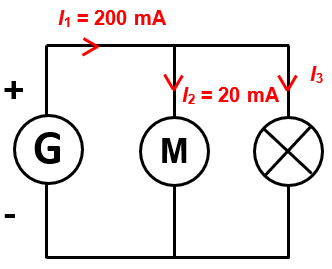 I₁ = 200 mA
I₃
+
I₂ = 20 mA
G
M
-